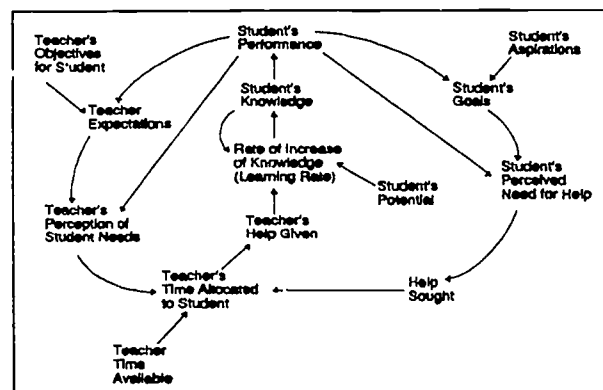 Teacher's
Objectives
for Student
Student's
Performance
Student's
Aspirations
Student's
Knowledge
Student's
Goals
Teacher
Expectations
Rate of Increase
of Knowledge
(Learning Rate)
Student's
Potential
Student's
Perceived
Need for Help
Teacher's
Perception of
Student Needs
Teacher's
Help Given
Teacher's
Time Allocated
to Student
Help
Sought
Teacher
Time
Available